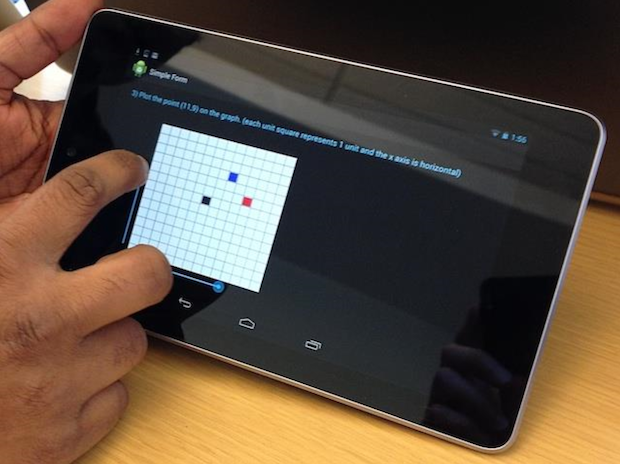 1:56
Simple Form
3) Plot the point (11,9) on the graph. (each unit square represents 1 unit and the x axis is horizontal)